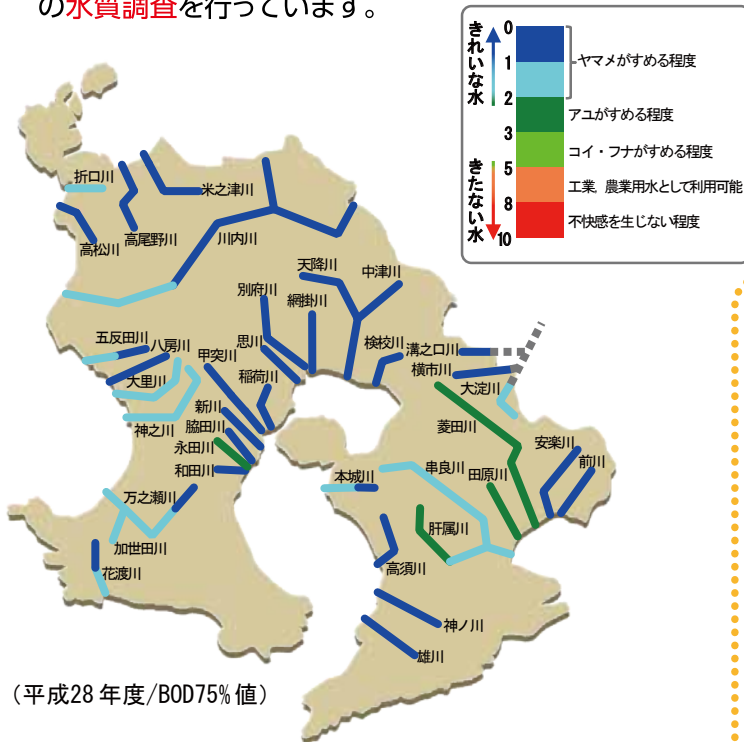 の水質調査を行っています。
きれいな水
きたない水
0
1
2
3
5
8
10
ヤマメがすめる程度
アユがすめる程度
コイ・フナがすめる程度
工業、農業用水として利用可能
不快感を生じない程度
折口川
米之津川
高松川
高尾野川
川内川
天降川
中津川
別府川
網掛川
五反田川
八房川
思川
検校川
溝之口川
甲突川
横市川
大里川
稲荷川
大淀川
新川
神之川
脇田川
菱田川
永田川
安楽川
和田川
本城川
串良川
田原川
前川
万之瀬川
肝属川
加世田川
高須川
花渡川
神ノ川
雄川
（平成28年度/BOD75%値）